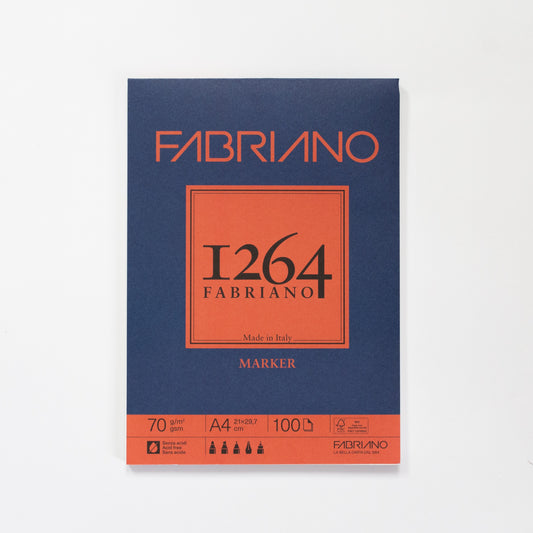 FABRIANO
1264
FABRIANO
Made in Italy
MARKER
70 g/m² gsm
A4 21×29,7 cm
100
FSC
Senza acidi
Acid free
Sans acide
FABRIANO
LA BELLA CARTA DAL 1264